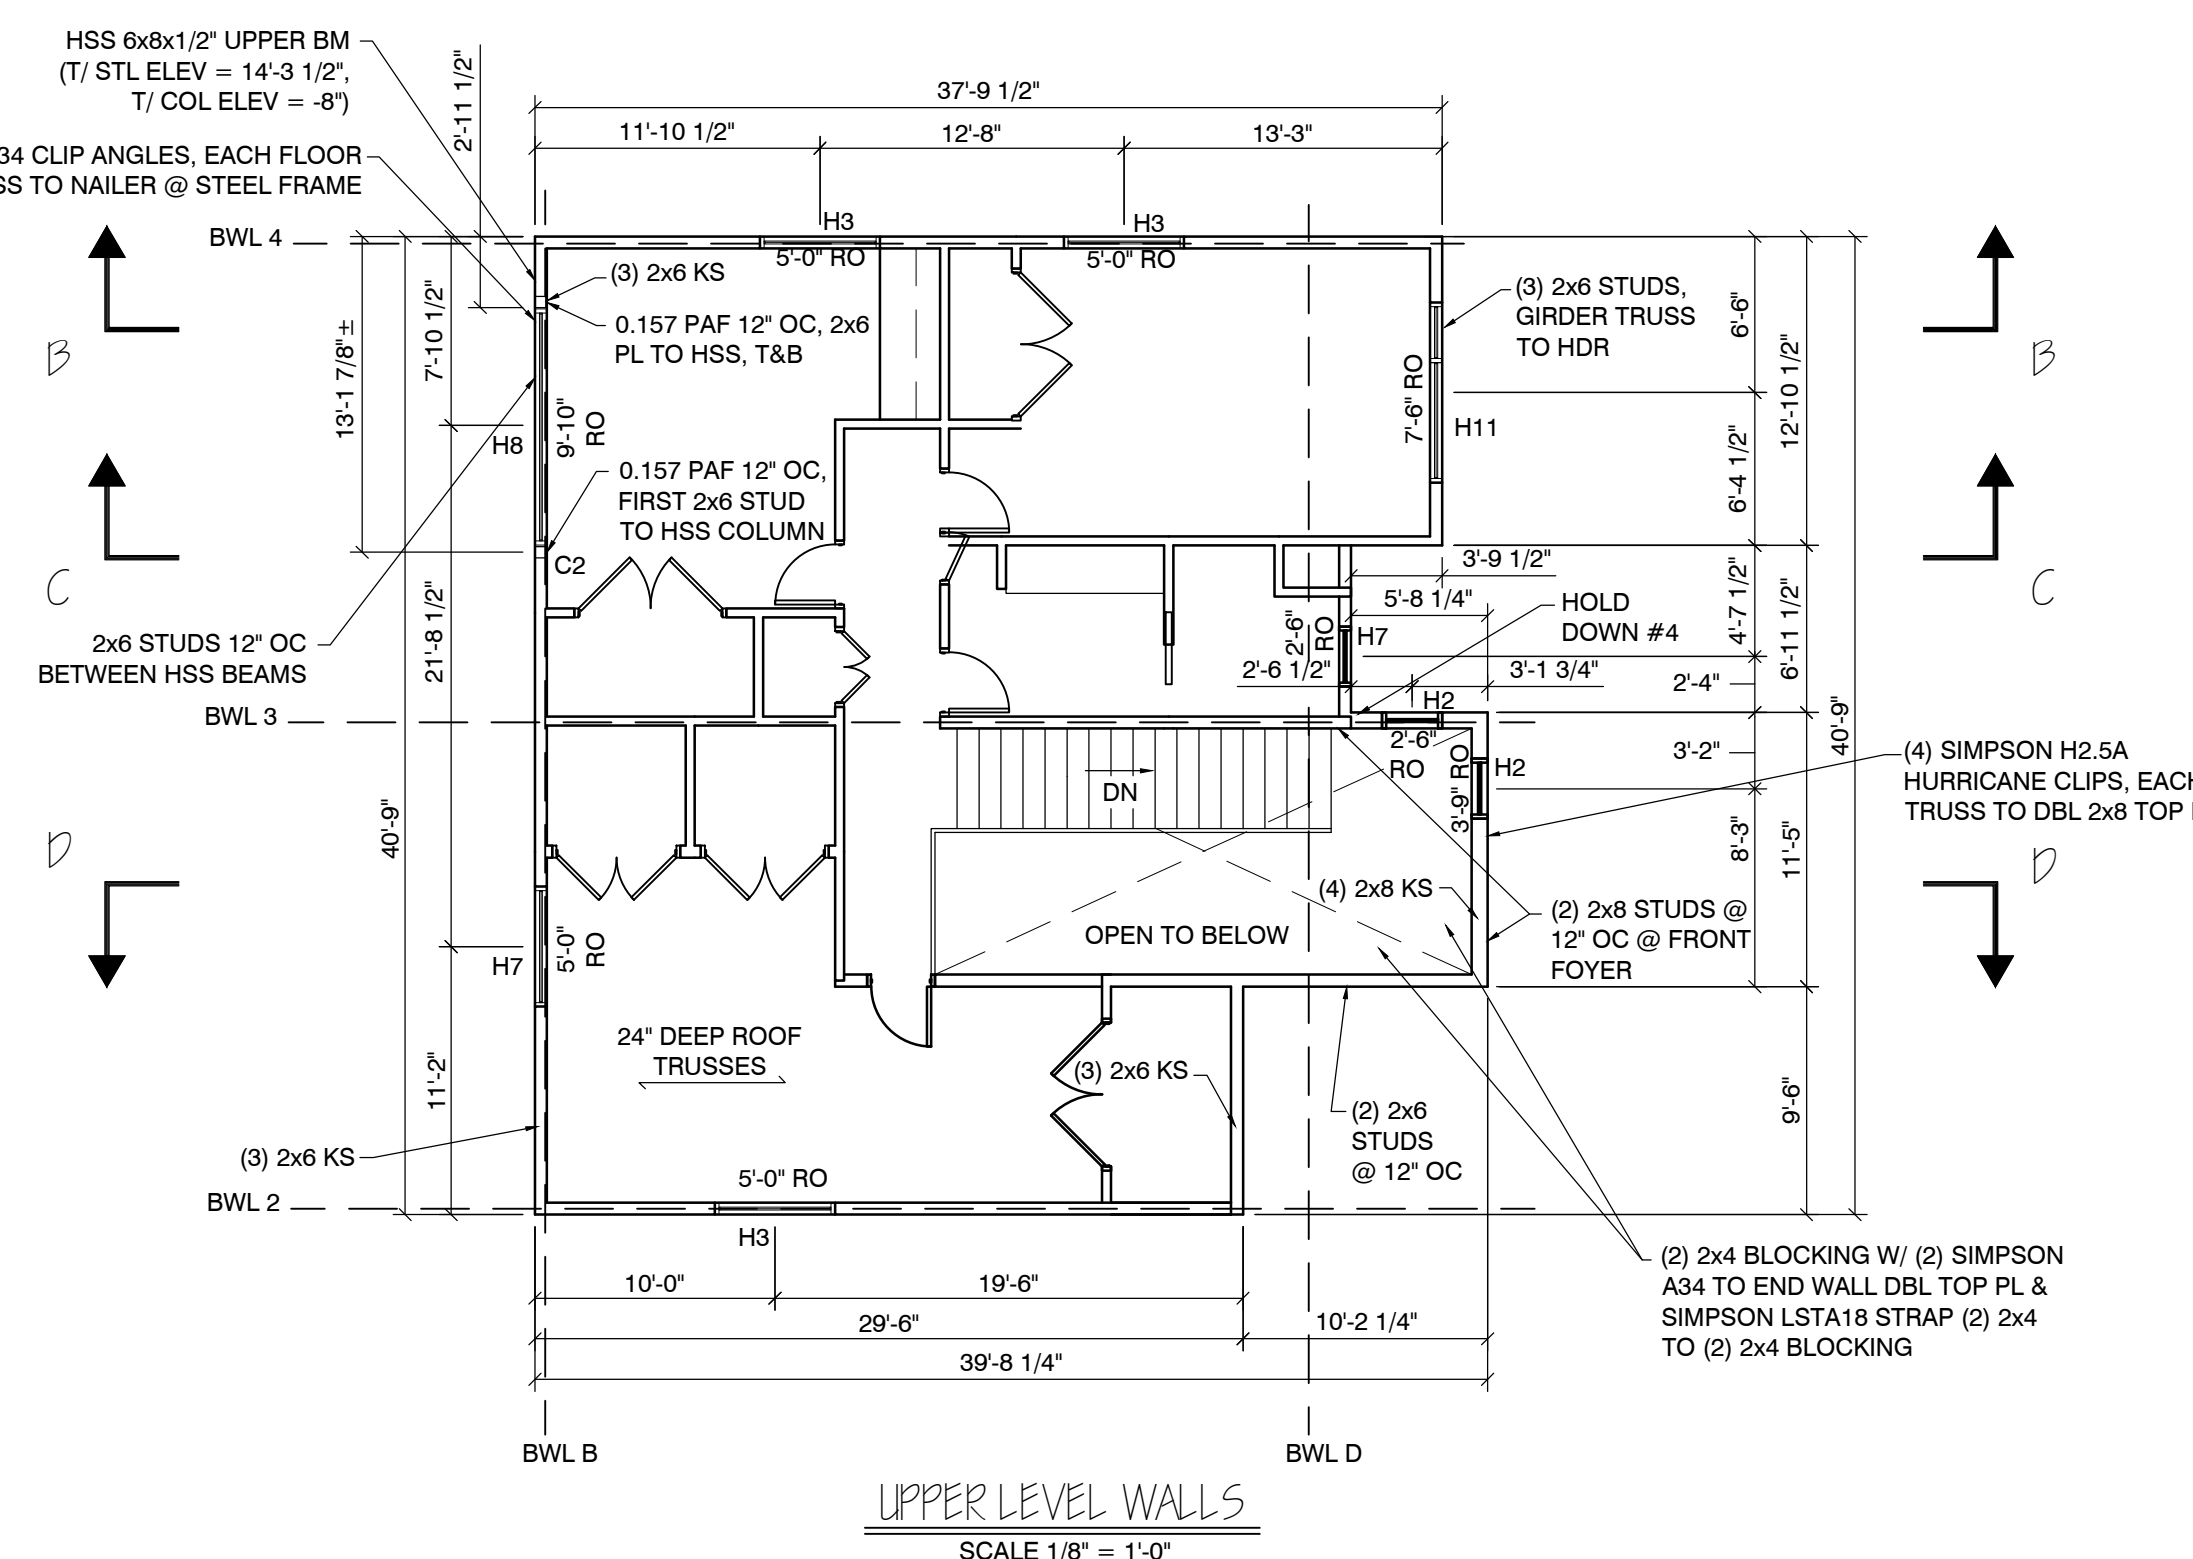 HSS 6x8x1/2" UPPER BM
(T/ STL ELEV = 14'-3 1/2",
T/ COL ELEV = -8")
34 CLIP ANGLES, EACH FLOOR
SS TO NAILER @ STEEL FRAME
2'-11 1/2"
37'-9 1/2"
11'-10 1/2"
12'-8"
13'-3"
BWL 4
H3
H3
5'-0" RO
5'-0" RO
(3) 2x6 KS
0.157 PAF 12" OC, 2x6
PL TO HSS, T&B
(3) 2x6 STUDS,
GIRDER TRUSS
TO HDR
6'-6"
B
B
13'-1 7/8"±
7'-10 1/2"
12'-10 1/2"
9'-10"
RO
7'-6" RO
H8
H11
0.157 PAF 12" OC,
FIRST 2x6 STUD
TO HSS COLUMN
6'-4 1/2"
C
C
C2
3'-9 1/2"
5'-8 1/4"
HOLD
DOWN #4
4'-7 1/2"
6'-11 1/2"
2x6 STUDS 12" OC
BETWEEN HSS BEAMS
21'-8 1/2"
2'-6"
RO
H7
2'-6 1/2"
3'-1 3/4"
2'-4"
BWL 3
H2
2'-6"
RO
3'-9" RO
H2
3'-2"
40'-9"
(4) SIMPSON H2.5A
HURRICANE CLIPS, EACH
TRUSS TO DBL 2x8 TOP
DN
40'-9"
D
D
8'-3"
11'-5"
(4) 2x8 KS
OPEN TO BELOW
(2) 2x8 STUDS @
12" OC @ FRONT
FOYER
H7
5'-0"
RO
24" DEEP ROOF
TRUSSES
(3) 2x6 KS
11'-2"
9'-6"
(2) 2x6
STUDS
@ 12" OC
(3) 2x6 KS
5'-0" RO
BWL 2
H3
(2) 2x4 BLOCKING W/ (2) SIMPSON
A34 TO END WALL DBL TOP PL &
SIMPSON LSTA18 STRAP (2) 2x4
TO (2) 2x4 BLOCKING
10'-0"
19'-6"
29'-6"
10'-2 1/4"
39'-8 1/4"
BWL B
BWL D
UPPER LEVEL WALLS
SCALE 1/8" = 1'-0"